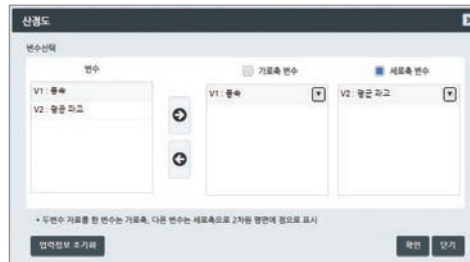 산점도
변수선택
변수
가로축 변수
세로축 변수
V1 : 풍속
V2 : 평균 파고
V1 : 풍속
V2 : 평균 파고
• 두변수 자료를 한 변수는 가로축, 다른 변수는 세로축으로 2차원 평면에 점으로 표시
입력정보 초기화
확인
닫기